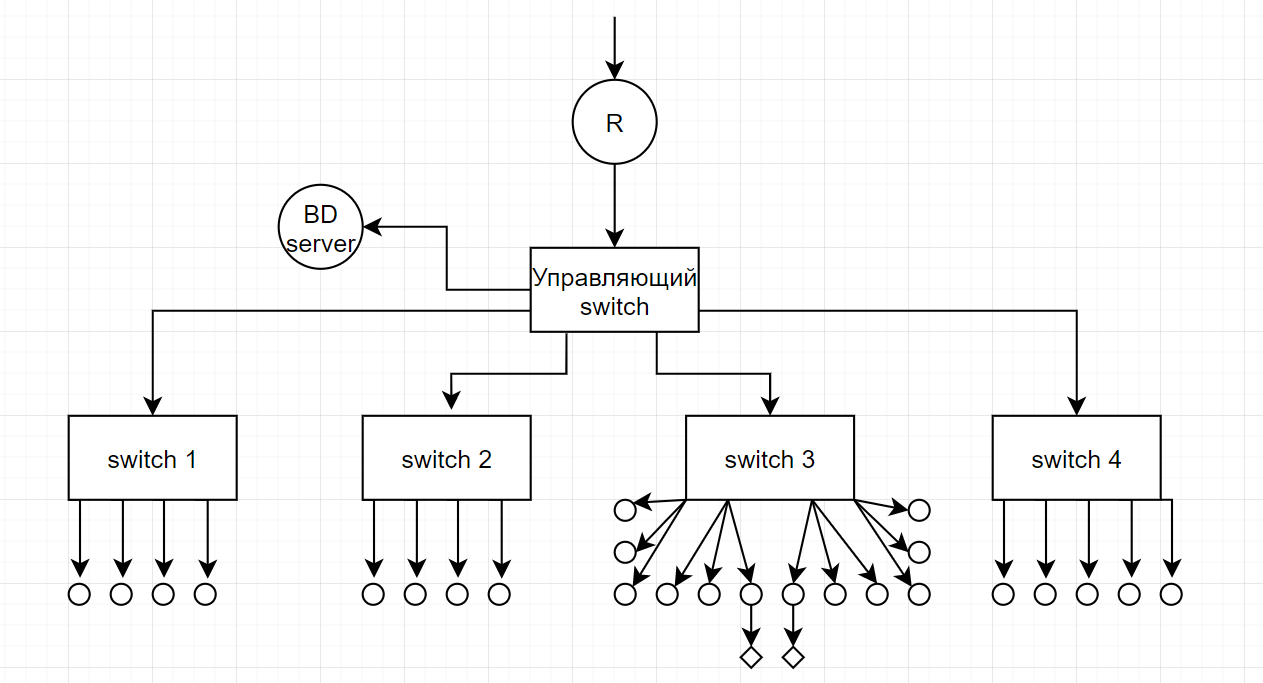 R
BD
server
Управляющий
switch
switch 1
switch 2
switch 3
switch 4